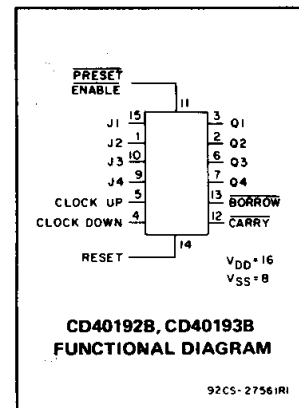 PRESET
ENABLE
11
J1 15 3 Q1
J2 1 2 Q2
J3 10 6 Q3
J4 9 7 Q4
CLOCK UP 5 13 BORROW
CLOCK DOWN 4 12 CARRY
RESET 14
VDD=16
VSS=8
CD40192B, CD40193B
FUNCTIONAL DIAGRAM
92CS-27561R1